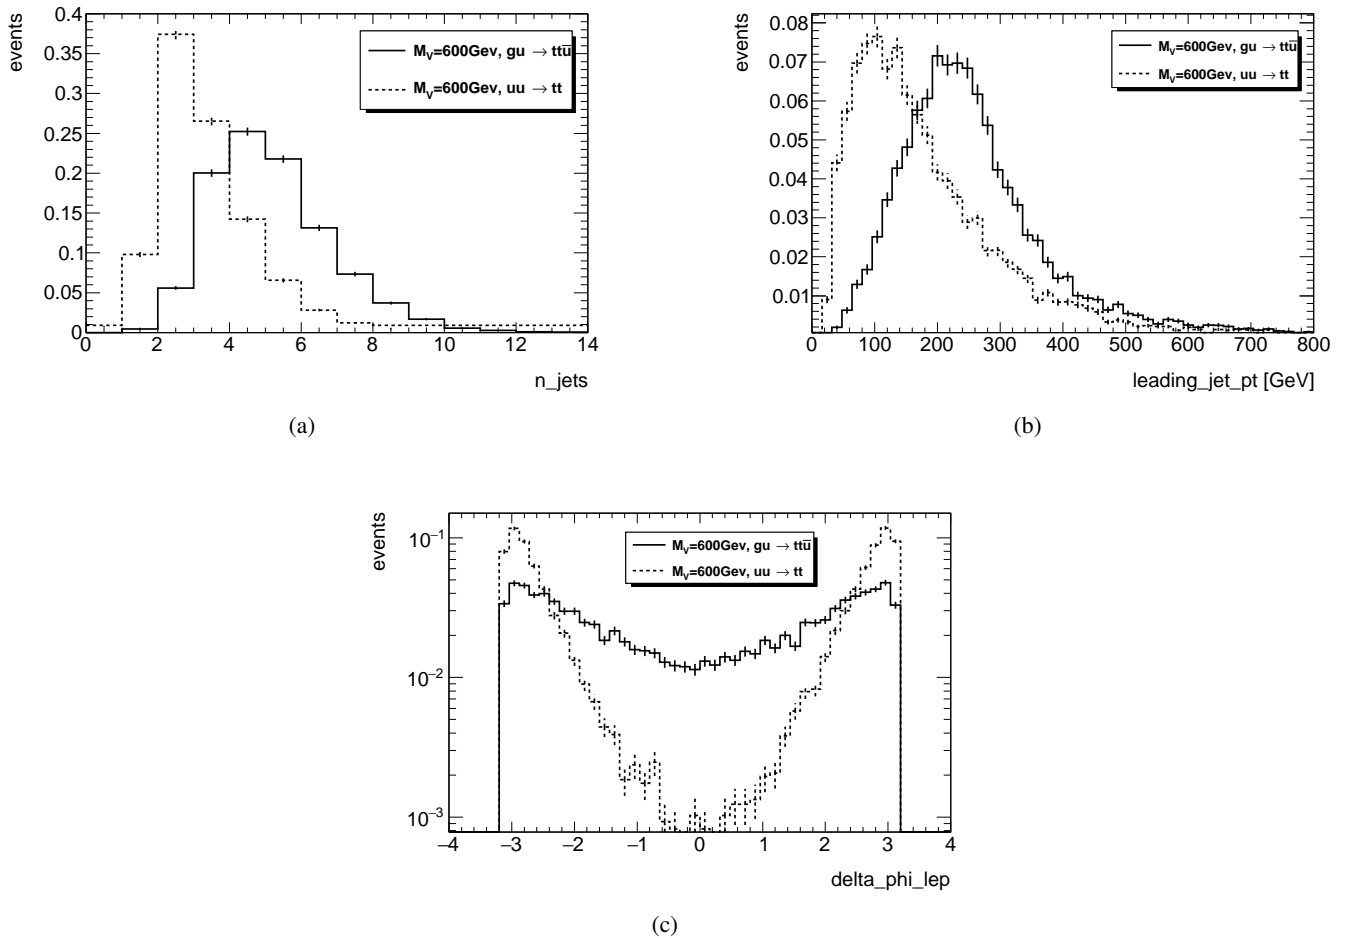 events
0.4
0.35
0.3
0.25
0.2
0.15
0.1
0.05
0
0 2 4 6 8 10 12 14
n_jets
M_V=600Gev, gu → ttu̅
M_V=600Gev, uu → tt
(a)
events
0.08
0.07
0.06
0.05
0.04
0.03
0.02
0.01
0 100 200 300 400 500 600 700 800
leading_jet_pt [GeV]
M_V=600Gev, gu → ttu̅
M_V=600Gev, uu → tt
(b)
events
10⁻¹
10⁻²
10⁻³
−4 −3 −2 −1 0 1 2 3 4
delta_phi_lep
M_V=600Gev, gu → ttu̅
M_V=600Gev, uu → tt
(c)